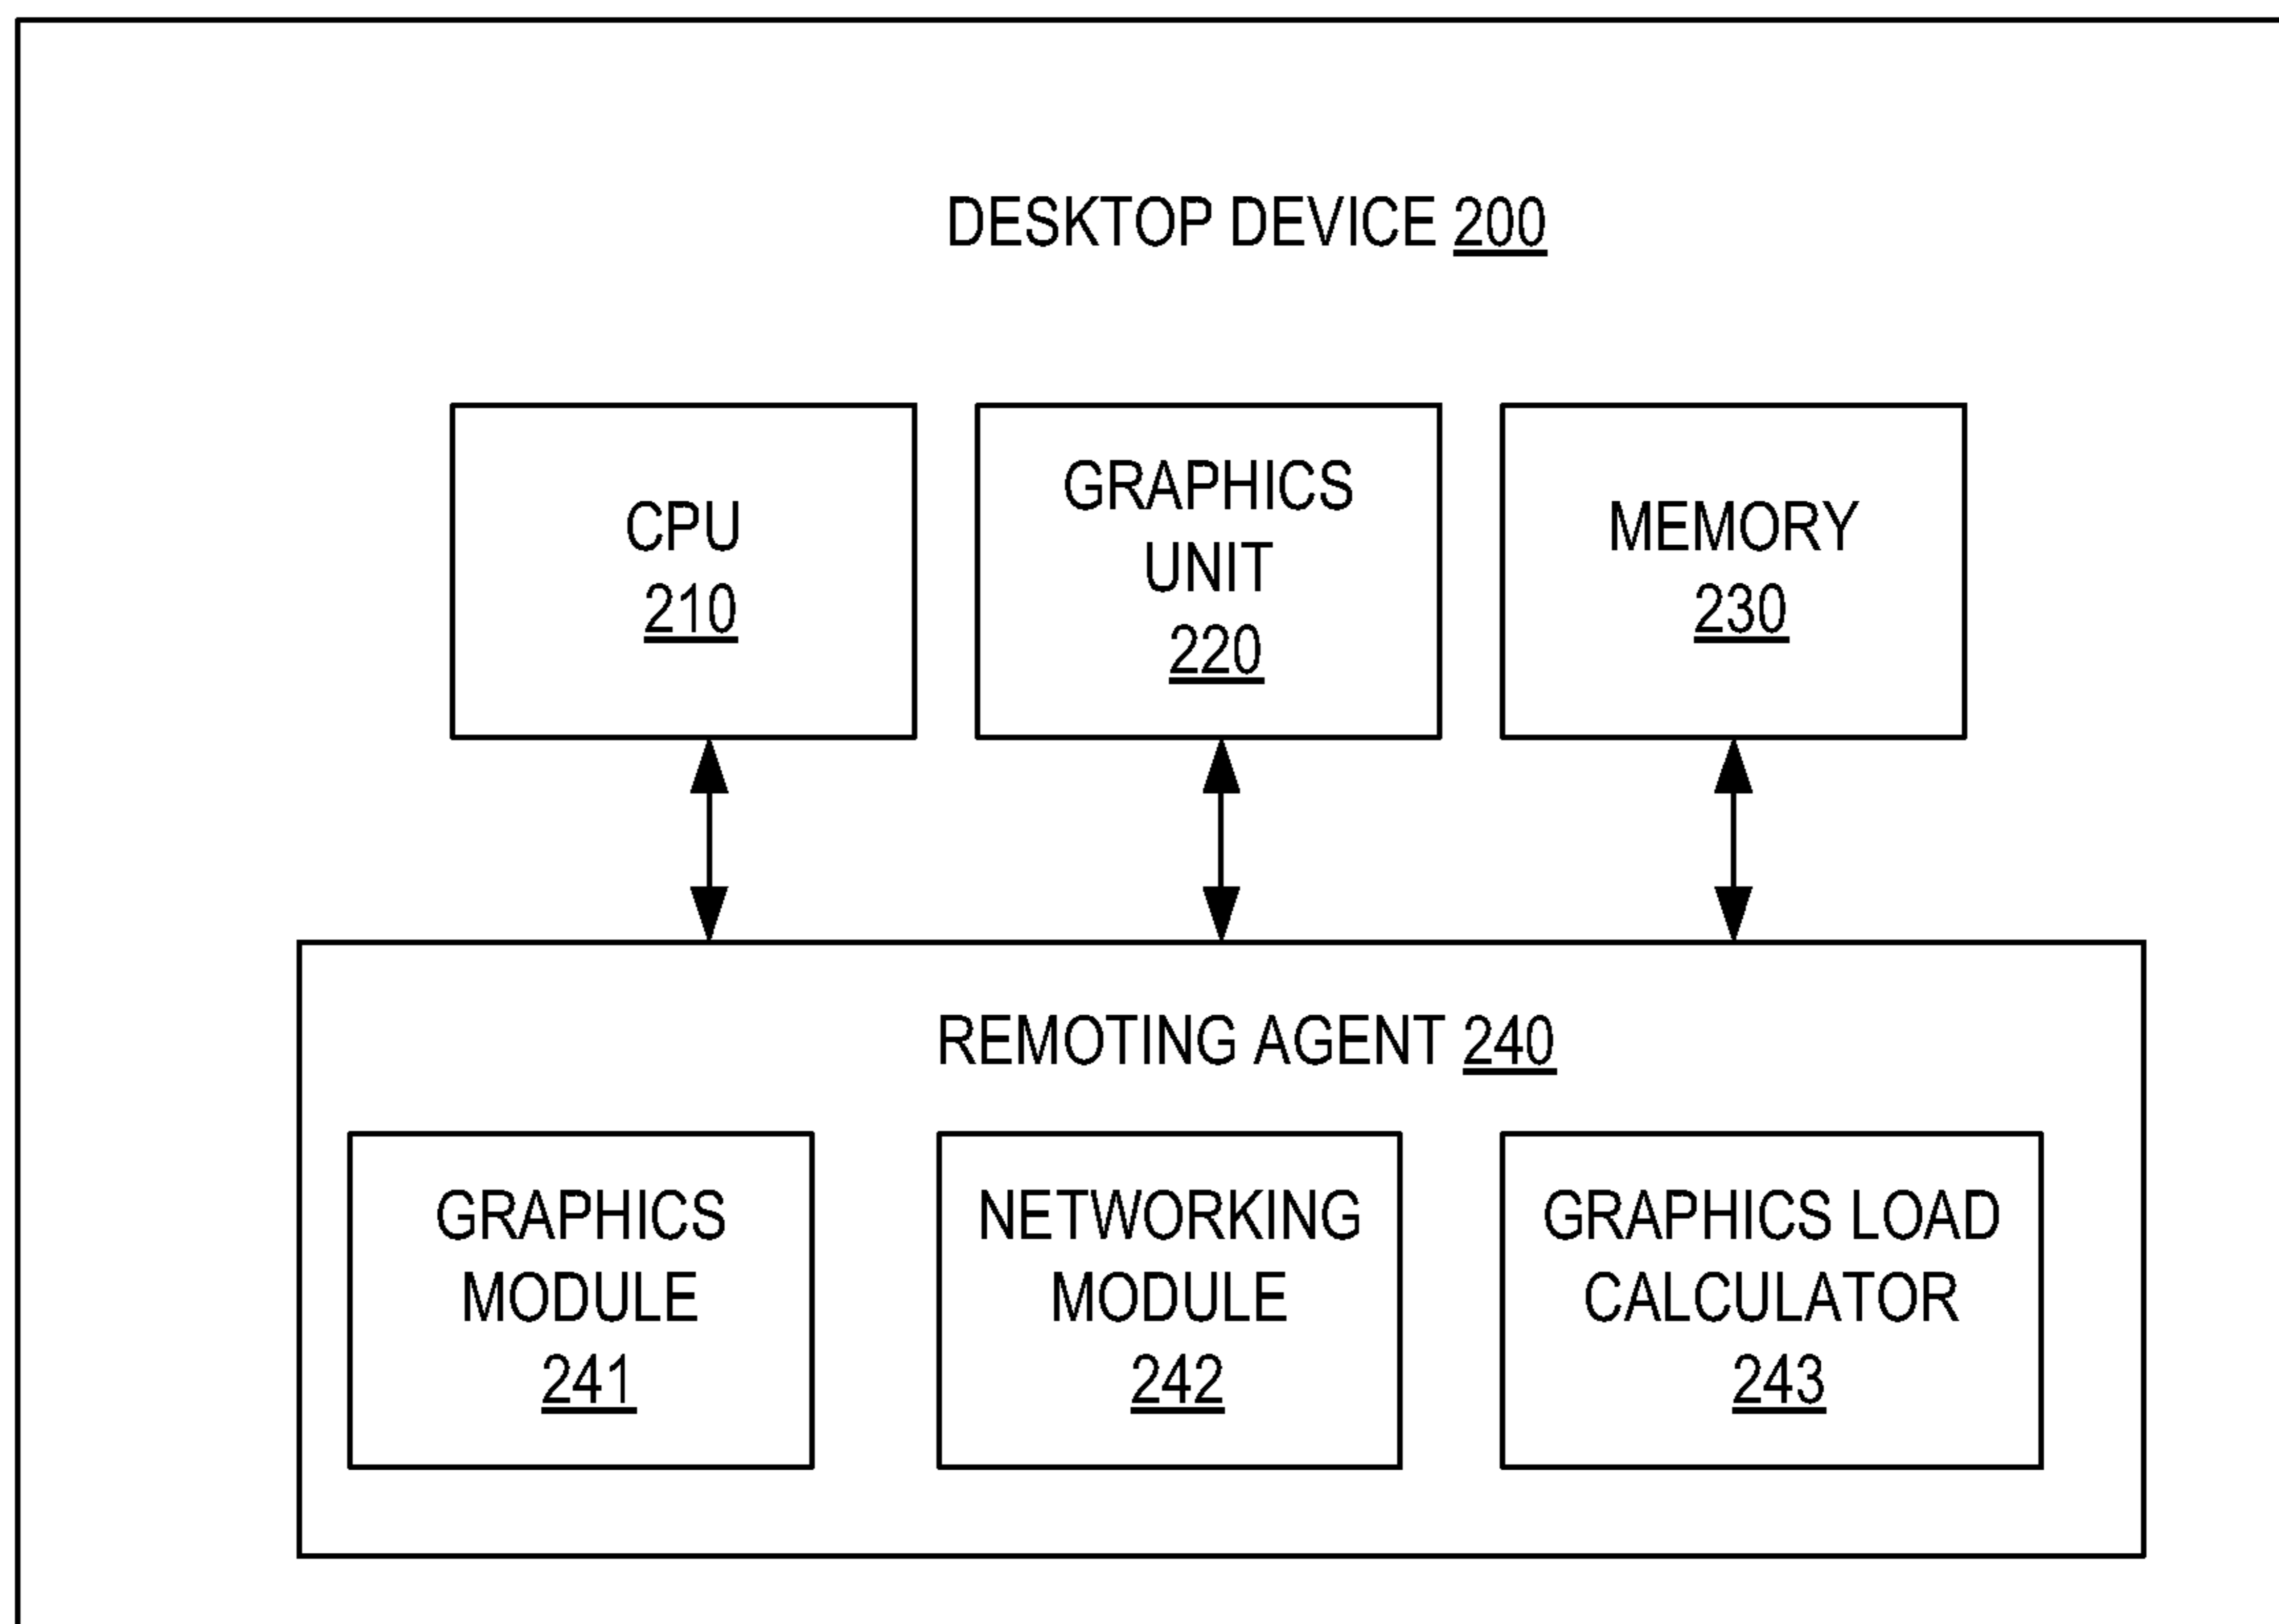 DESKTOP DEVICE 200
CPU
210
GRAPHICS
UNIT
220
MEMORY
230
REMOTING AGENT 240
GRAPHICS
MODULE
241
NETWORKING
MODULE
242
GRAPHICS LOAD
CALCULATOR
243